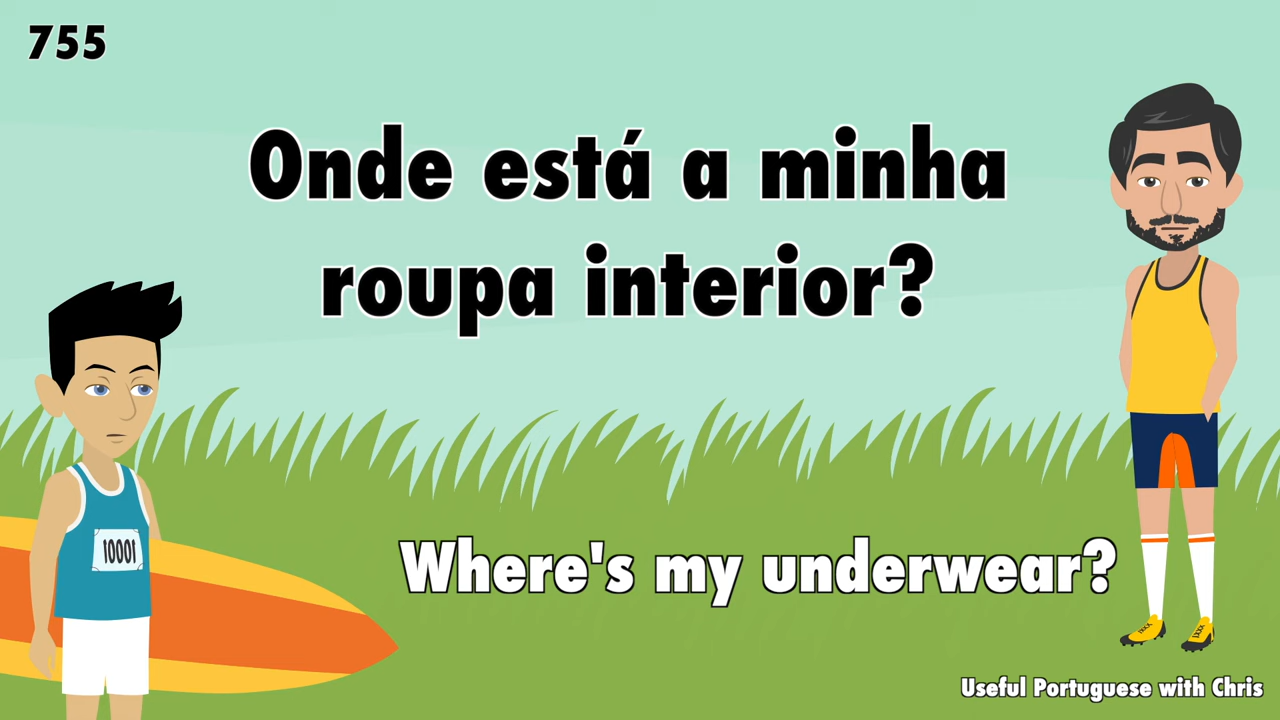 755
Onde está a minha
roupa interior?
10001
Where's my underwear?
Useful Portuguese with Chris